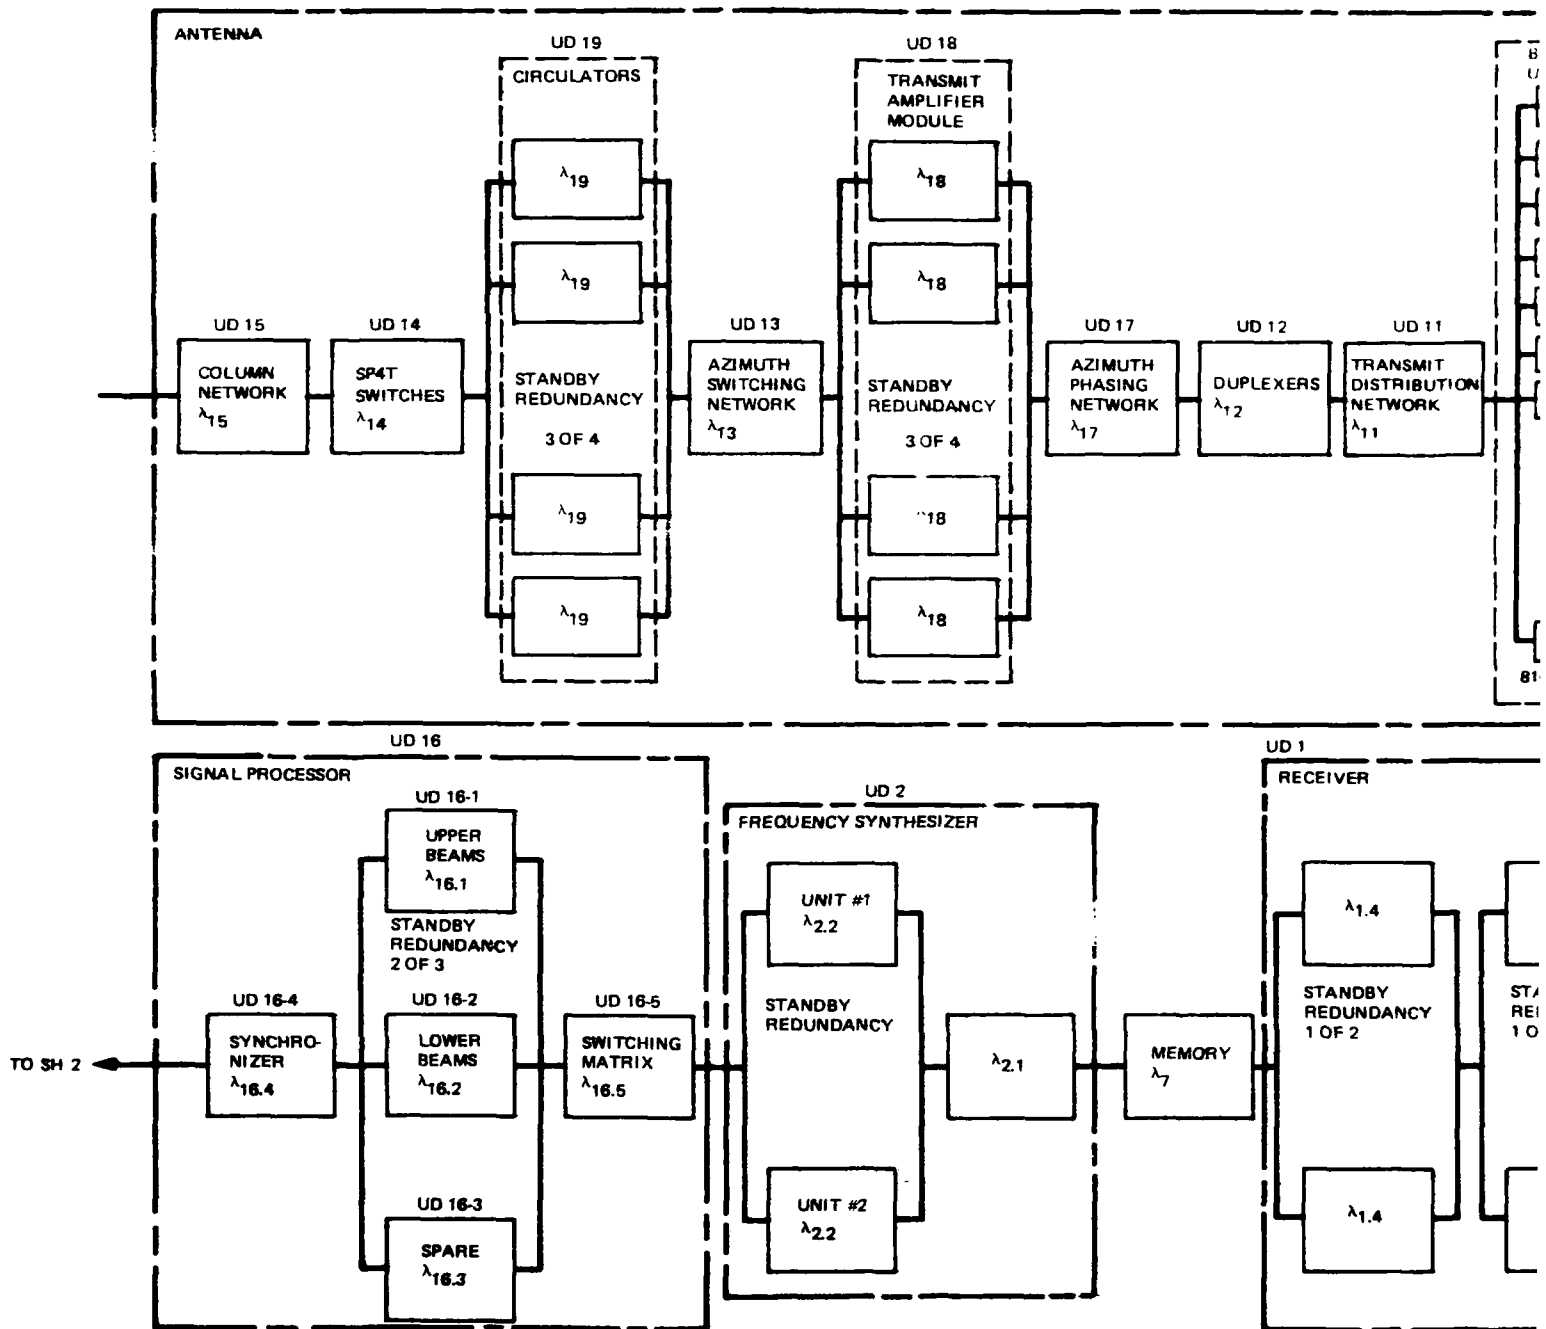 ANTENNA
UD 19
CIRCULATORS
λ19
λ19
STANDBY
REDUNDANCY
3 OF 4
λ19
λ19
UD 18
TRANSMIT
AMPLIFIER
MODULE
λ18
λ18
STANDBY
REDUNDANCY
3 OF 4
18
λ18
UD 15
COLUMN
NETWORK
λ15
UD 14
SP4T
SWITCHES
λ14
UD 13
AZIMUTH
SWITCHING
NETWORK
λ13
UD 17
AZIMUTH
PHASING
NETWORK
λ17
UD 12
DUPLEXERS
λ12
UD 11
TRANSMIT
DISTRIBUTION
NETWORK
λ11
B
U
81
UD 16
SIGNAL PROCESSOR
UD 16-1
UPPER
BEAMS
λ16.1
STANDBY
REDUNDANCY
2 OF 3
UD 16-4
SYNCHRO-
NIZER
λ16.4
UD 16-2
LOWER
BEAMS
λ16.2
UD 16-5
SWITCHING
MATRIX
λ16.5
UD 16-3
SPARE
λ16.3
TO SH 2
UD 2
FREQUENCY SYNTHESIZER
UNIT #1
λ2.2
STANDBY
REDUNDANCY
UNIT #2
λ2.2
λ2.1
MEMORY
λ7
UD 1
RECEIVER
λ1.4
STANDBY
REDUNDANCY
1 OF 2
λ1.4
STA
RE
1 O